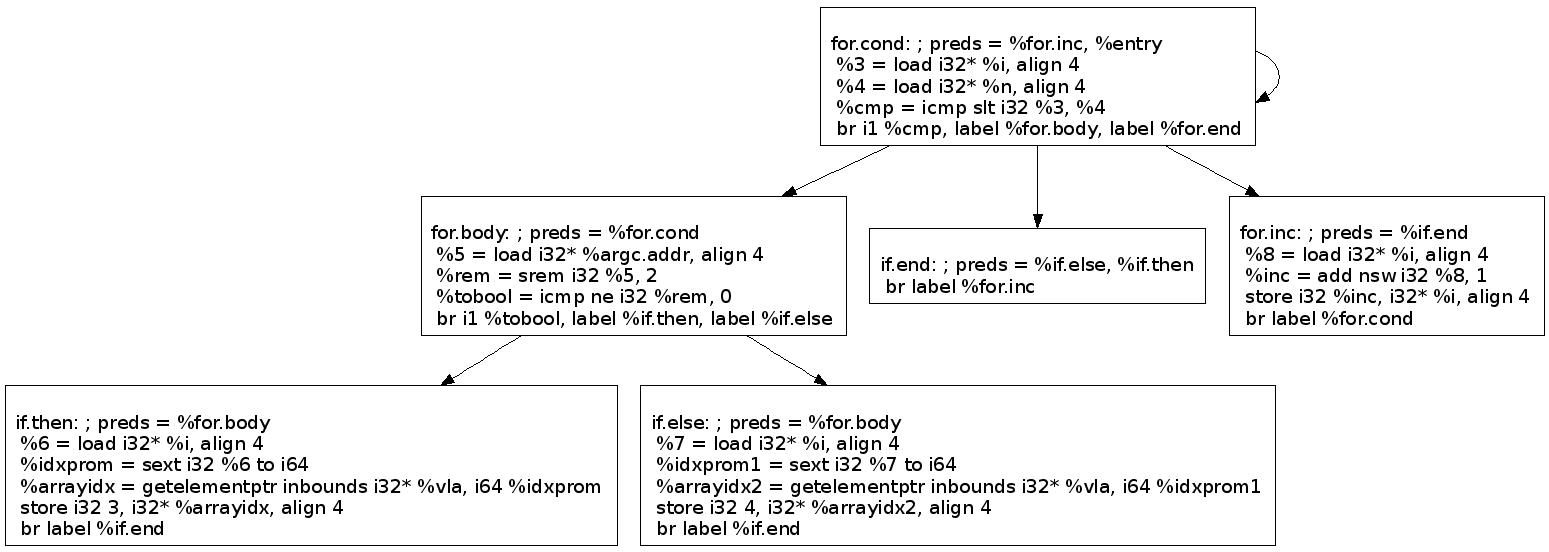 for.cond: ; preds = %for.inc, %entry
%3 = load i32* %i, align 4
%4 = load i32* %n, align 4
%cmp = icmp slt i32 %3, %4
br i1 %cmp, label %for.body, label %for.end
for.body: ; preds = %for.cond
%5 = load i32* %argc.addr, align 4
%rem = srem i32 %5, 2
%tobool = icmp ne i32 %rem, 0
br i1 %tobool, label %if.then, label %if.else
if.end: ; preds = %if.else, %if.then
br label %for.inc
for.inc: ; preds = %if.end
%8 = load i32* %i, align 4
%inc = add nsw i32 %8, 1
store i32 %inc, i32* %i, align 4
br label %for.cond
if.then: ; preds = %for.body
%6 = load i32* %i, align 4
%idxprom = sext i32 %6 to i64
%arrayidx = getelementptr inbounds i32* %vla, i64 %idxprom
store i32 3, i32* %arrayidx, align 4
br label %if.end
if.else: ; preds = %for.body
%7 = load i32* %i, align 4
%idxprom1 = sext i32 %7 to i64
%arrayidx2 = getelementptr inbounds i32* %vla, i64 %idxprom1
store i32 4, i32* %arrayidx2, align 4
br label %if.end